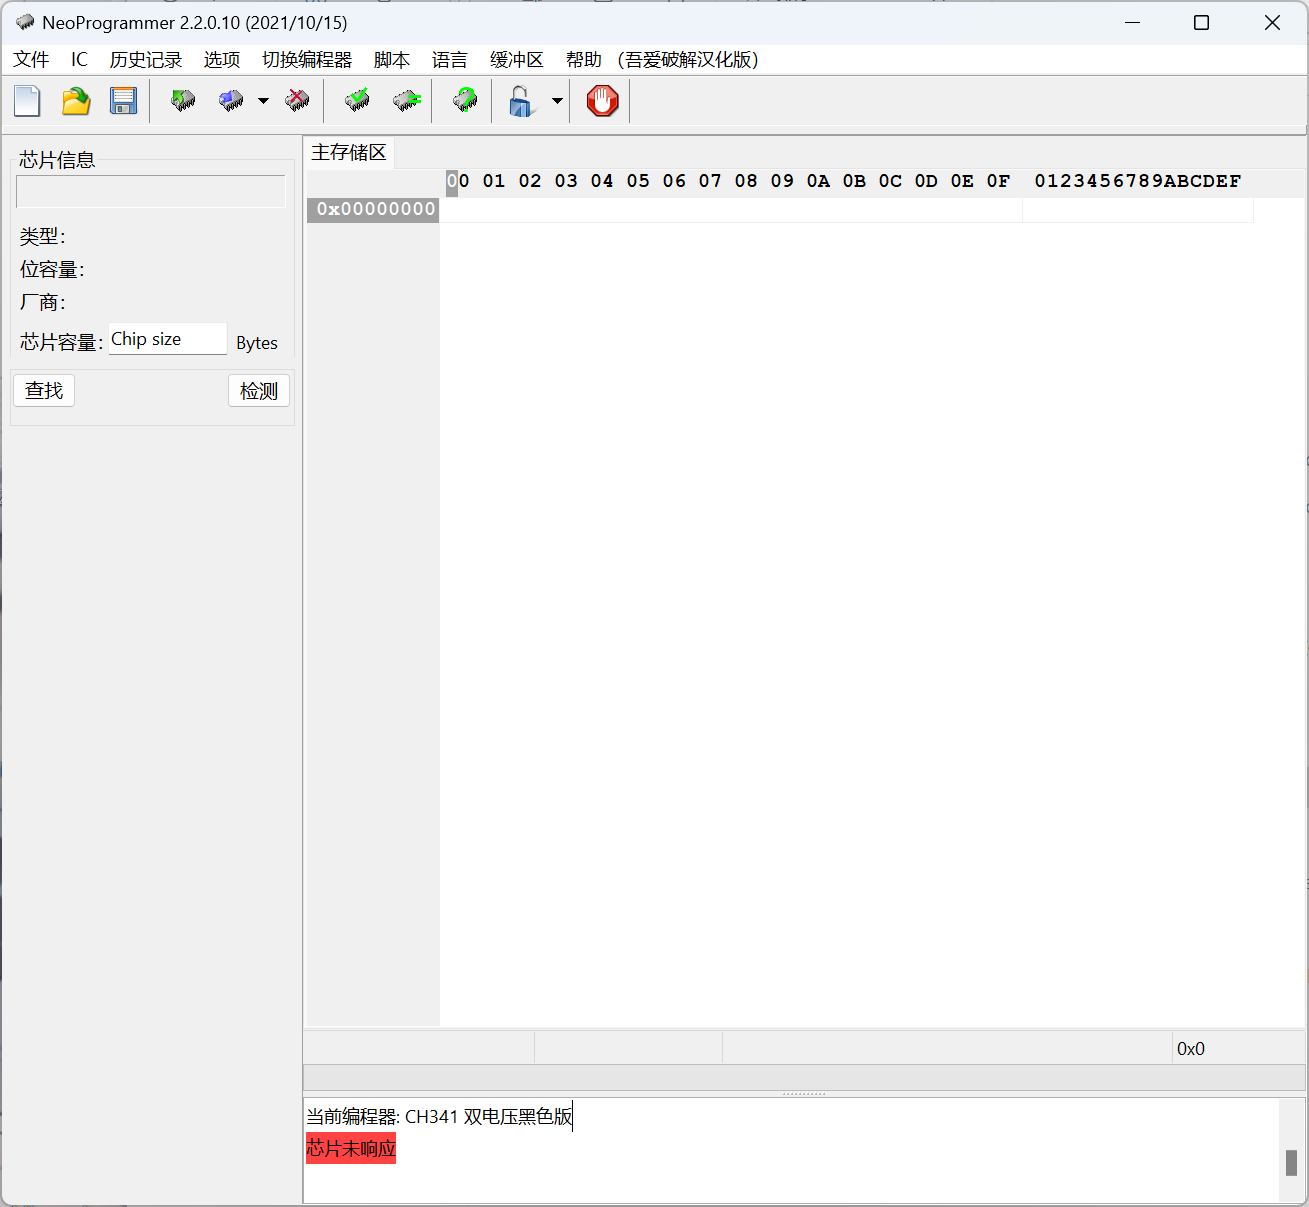 NeoProgrammer 2.2.0.10 (2021/10/15)
文件 IC 历史记录 选项 切换编程器 脚本 语言 缓冲区 帮助 (吾爱破解汉化版)
芯片信息
类型:
位容量:
厂商:
芯片容量: Chip size Bytes
查找 检测
主存储区
00 01 02 03 04 05 06 07 08 09 0A 0B 0C 0D 0E 0F 0123456789ABCDEF
0x00000000
0x0
当前编程器: CH341 双电压黑色版
芯片未响应